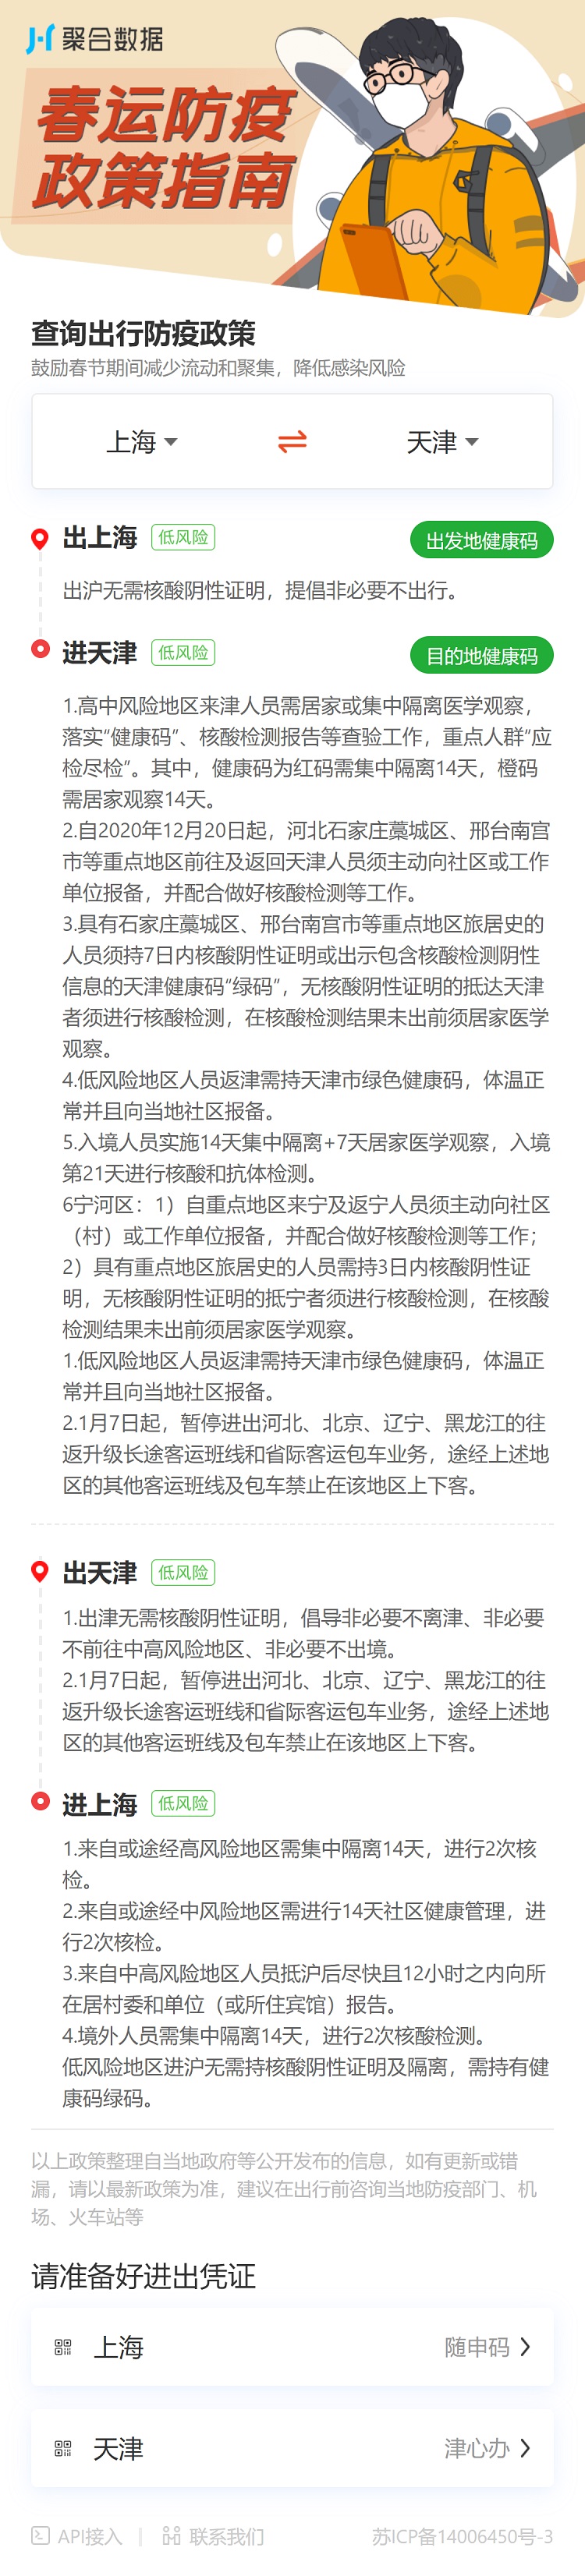 聚合数据
春运防疫
政策指南
查询出行防疫政策
鼓励春节期间减少流动和聚集，降低感染风险
上海 天津
出上海 低风险 出发地健康码
出沪无需核酸阴性证明，提倡非必要不出行。
进天津 低风险 目的地健康码
1.高中风险地区来津人员需居家或集中隔离医学观察，
落实“健康码”、核酸检测报告等查验工作，重点人群“应
检尽检”。其中，健康码为红码需集中隔离14天，橙码
需居家观察14天。
2.自2020年12月20日起，河北石家庄藁城区、邢台南宫
市等重点地区前往及返回天津人员须主动向社区或工作
单位报备，并配合做好核酸检测等工作。
3.具有石家庄藁城区、邢台南宫市等重点地区旅居史的
人员须持7日内核酸阴性证明或出示包含核酸检测阴性
信息的天津健康码“绿码”，无核酸阴性证明的抵达天津
者须进行核酸检测，在核酸检测结果未出前须居家医学
观察。
4.低风险地区人员返津需持天津市绿色健康码，体温正
常并且向当地社区报备。
5.入境人员实施14天集中隔离+7天居家医学观察，入境
第21天进行核酸和抗体检测。
6宁河区：1）自重点地区来宁及返宁人员须主动向社区
（村）或工作单位报备，并配合做好核酸检测等工作；
2）具有重点地区旅居史的人员需持3日内核酸阴性证
明，无核酸阴性证明的抵宁者须进行核酸检测，在核酸
检测结果未出前须居家医学观察。
1.低风险地区人员返津需持天津市绿色健康码，体温正
常并且向当地社区报备。
2.1月7日起，暂停进出河北、北京、辽宁、黑龙江的往
返升级长途客运班线和省际客运包车业务，途经上述地
区的其他客运班线及包车禁止在该地区上下客。
出天津 低风险
1.出津无需核酸阴性证明，倡导非必要不离津、非必要
不前往中高风险地区、非必要不出境。
2.1月7日起，暂停进出河北、北京、辽宁、黑龙江的往
返升级长途客运班线和省际客运包车业务，途经上述地
区的其他客运班线及包车禁止在该地区上下客。
进上海 低风险
1.来自或途经高风险地区需集中隔离14天，进行2次核
检。
2.来自或途经中风险地区需进行14天社区健康管理，进
行2次核检。
3.来自中高风险地区人员抵沪后尽快且12小时之内向所
在居村委和单位（或所住宾馆）报告。
4.境外人员需集中隔离14天，进行2次核酸检测。
低风险地区进沪无需持核酸阴性证明及隔离，需持有健
康码绿码。
以上政策整理自当地政府等公开发布的信息，如有更新或错
漏，请以最新政策为准，建议在出行前咨询当地防疫部门、机
场、火车站等
请准备好进出凭证
上海 随申码
天津 津心办
API接入 联系我们 苏ICP备14006450号-3